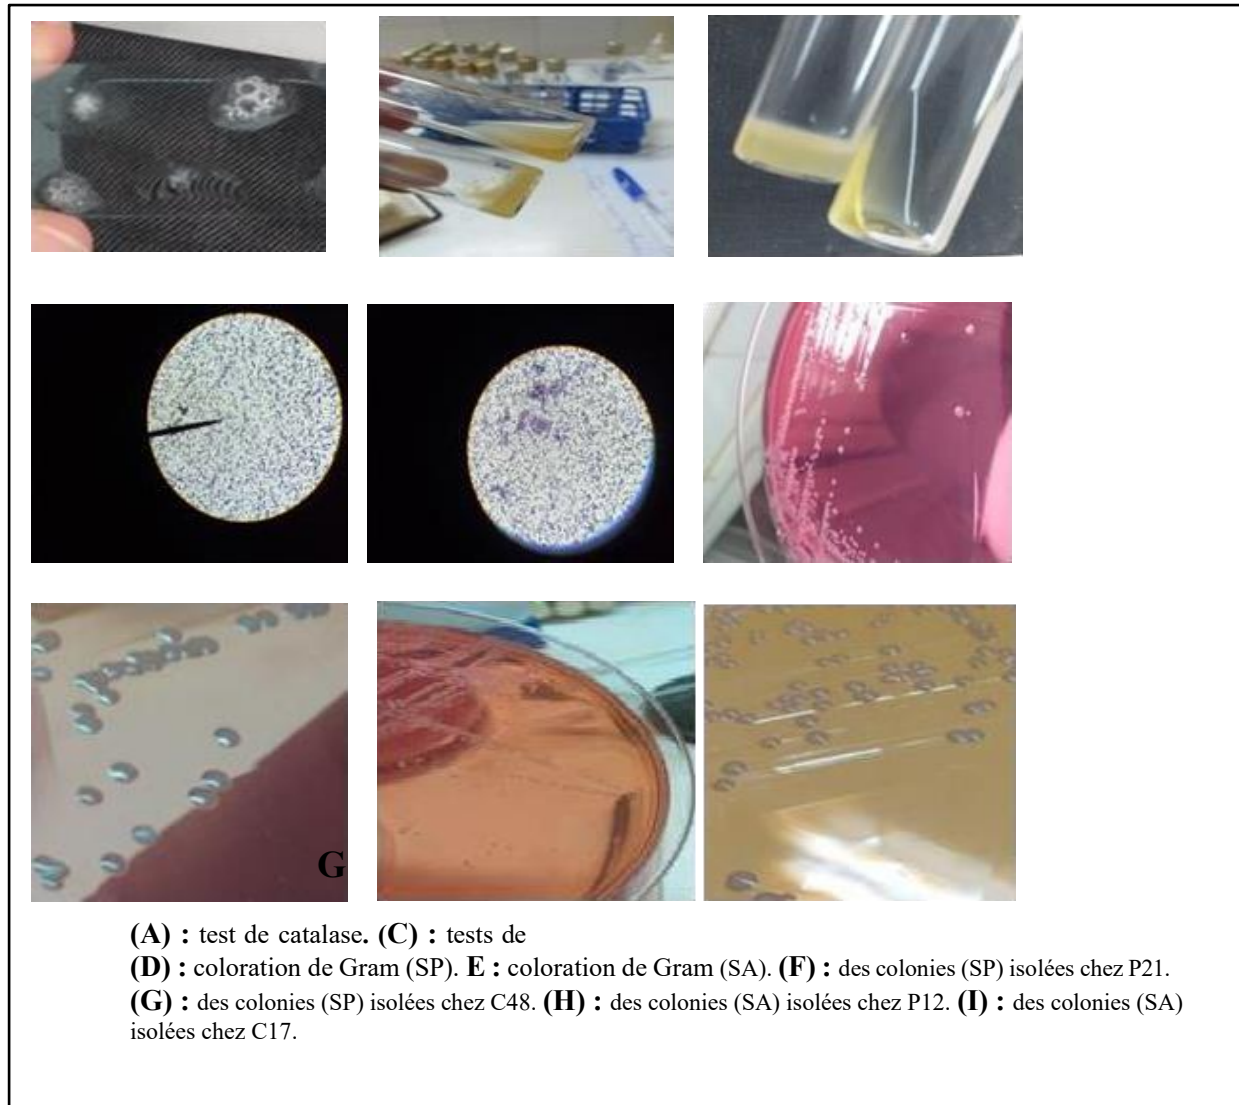 G
(A) : test de catalase. (C) : tests de
(D) : coloration de Gram (SP). E : coloration de Gram (SA). (F) : des colonies (SP) isolées chez P21.
(G) : des colonies (SP) isolées chez C48. (H) : des colonies (SA) isolées chez P12. (I) : des colonies (SA)
isolées chez C17.